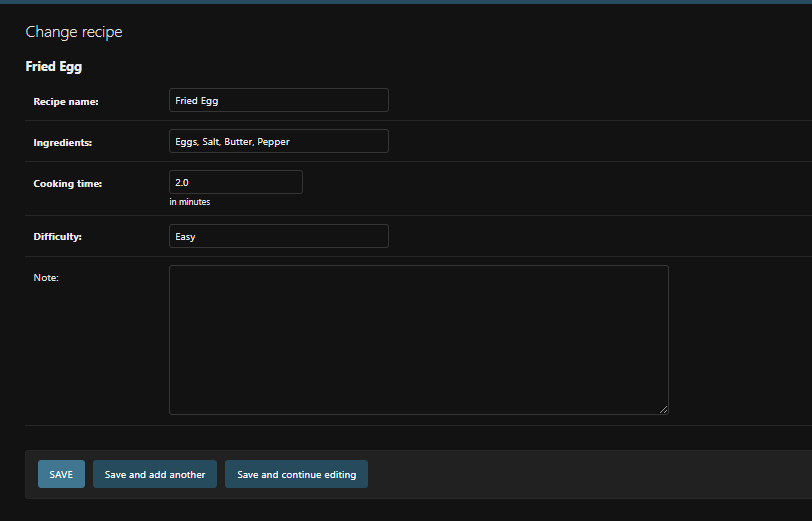 Change recipe
Fried Egg
Recipe name: Fried Egg
Ingredients: Eggs, Salt, Butter, Pepper
Cooking time: 2.0
in minutes
Difficulty: Easy
Note:
SAVE Save and add another Save and continue editing